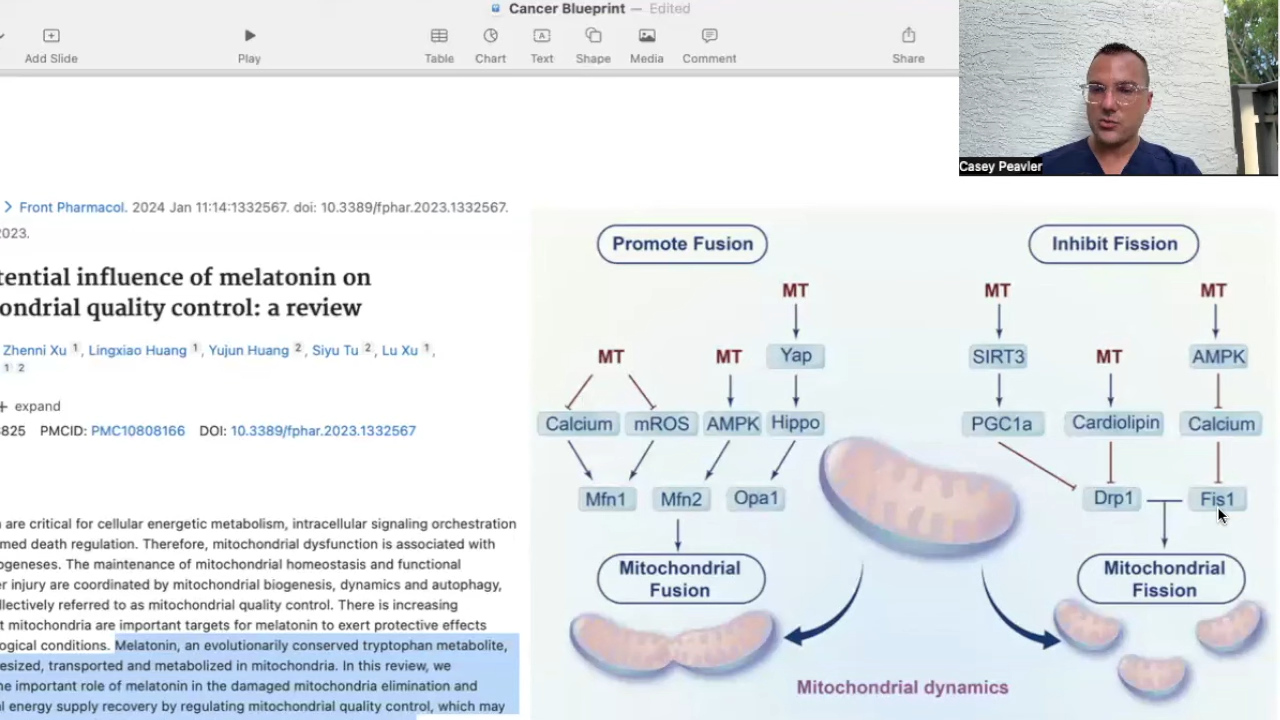 Cancer Blueprint — Edited
Add Slide
Play
Table
Chart
Text
Shape
Media
Comment
Share
Casey Peavler
Front Pharmacol. 2024 Jan 11:14:1332567. doi: 10.3389/fphar.2023.1332567.
2023.
tential influence of melatonin on
ondrial quality control: a review
Zhenni Xu 1, Lingxiao Huang 1, Yujun Huang 2, Siyu Tu 2, Lu Xu 1,
1 2
+ expand
825 PMCID: PMC10808166 DOI: 10.3389/fphar.2023.1332567
are critical for cellular energetic metabolism, intracellular signaling orchestration
med death regulation. Therefore, mitochondrial dysfunction is associated with
ogeneses. The maintenance of mitochondrial homeostasis and functional
er injury are coordinated by mitochondrial biogenesis, dynamics and autophagy,
llectively referred to as mitochondrial quality control. There is increasing
t mitochondria are important targets for melatonin to exert protective effects
ogical conditions. Melatonin, an evolutionarily conserved tryptophan metabolite,
esized, transported and metabolized in mitochondria. In this review, we
ne important role of melatonin in the damaged mitochondria elimination and
l energy supply recovery by regulating mitochondrial quality control, which may
Promote Fusion
MT
MT
MT
Yap
Calcium
mROS
AMPK
Hippo
Mfn1
Mfn2
Opa1
Mitochondrial
Fusion
Inhibit Fission
MT
MT
SIRT3
MT
AMPK
PGC1a
Cardiolipin
Calcium
Drp1
Fis1
Mitochondrial
Fission
Mitochondrial dynamics